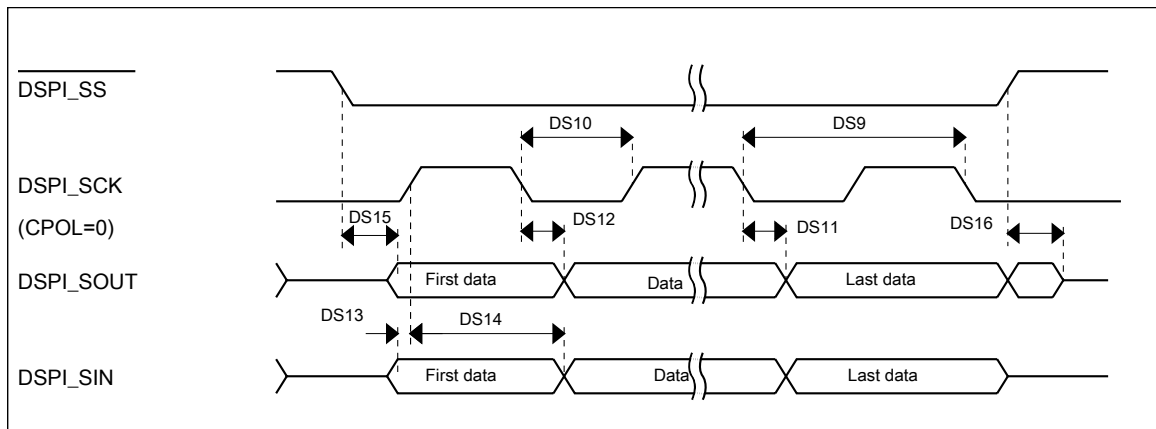 DSPI_SS
DS10
DS9
DSPI_SCK
(CPOL=0)
DS15
DS12
DS11
DS16
DSPI_SOUT
First data
Data
Last data
DS13
DS14
DSPI_SIN
First data
Data
Last data